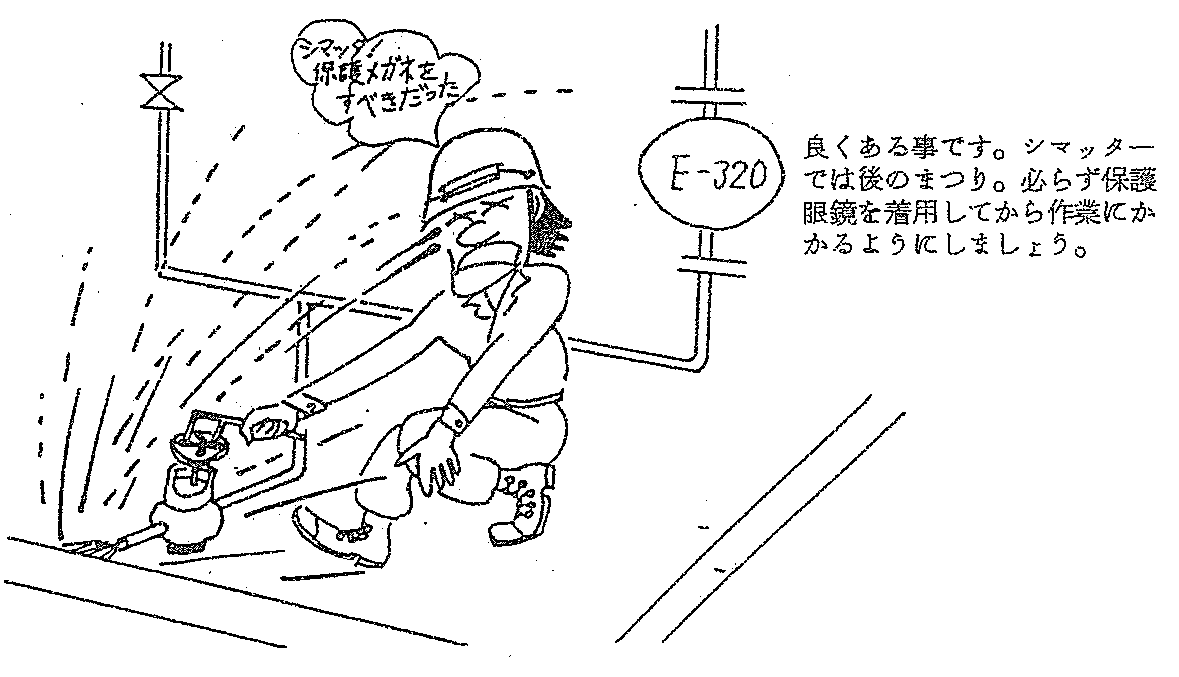 シマッタ!
保護メガネを
すべきだった
E-320
良くある事です。シマッター
では後のまつり。必らず保護
眼鏡を着用してから作業にか
かるようにしましょう。